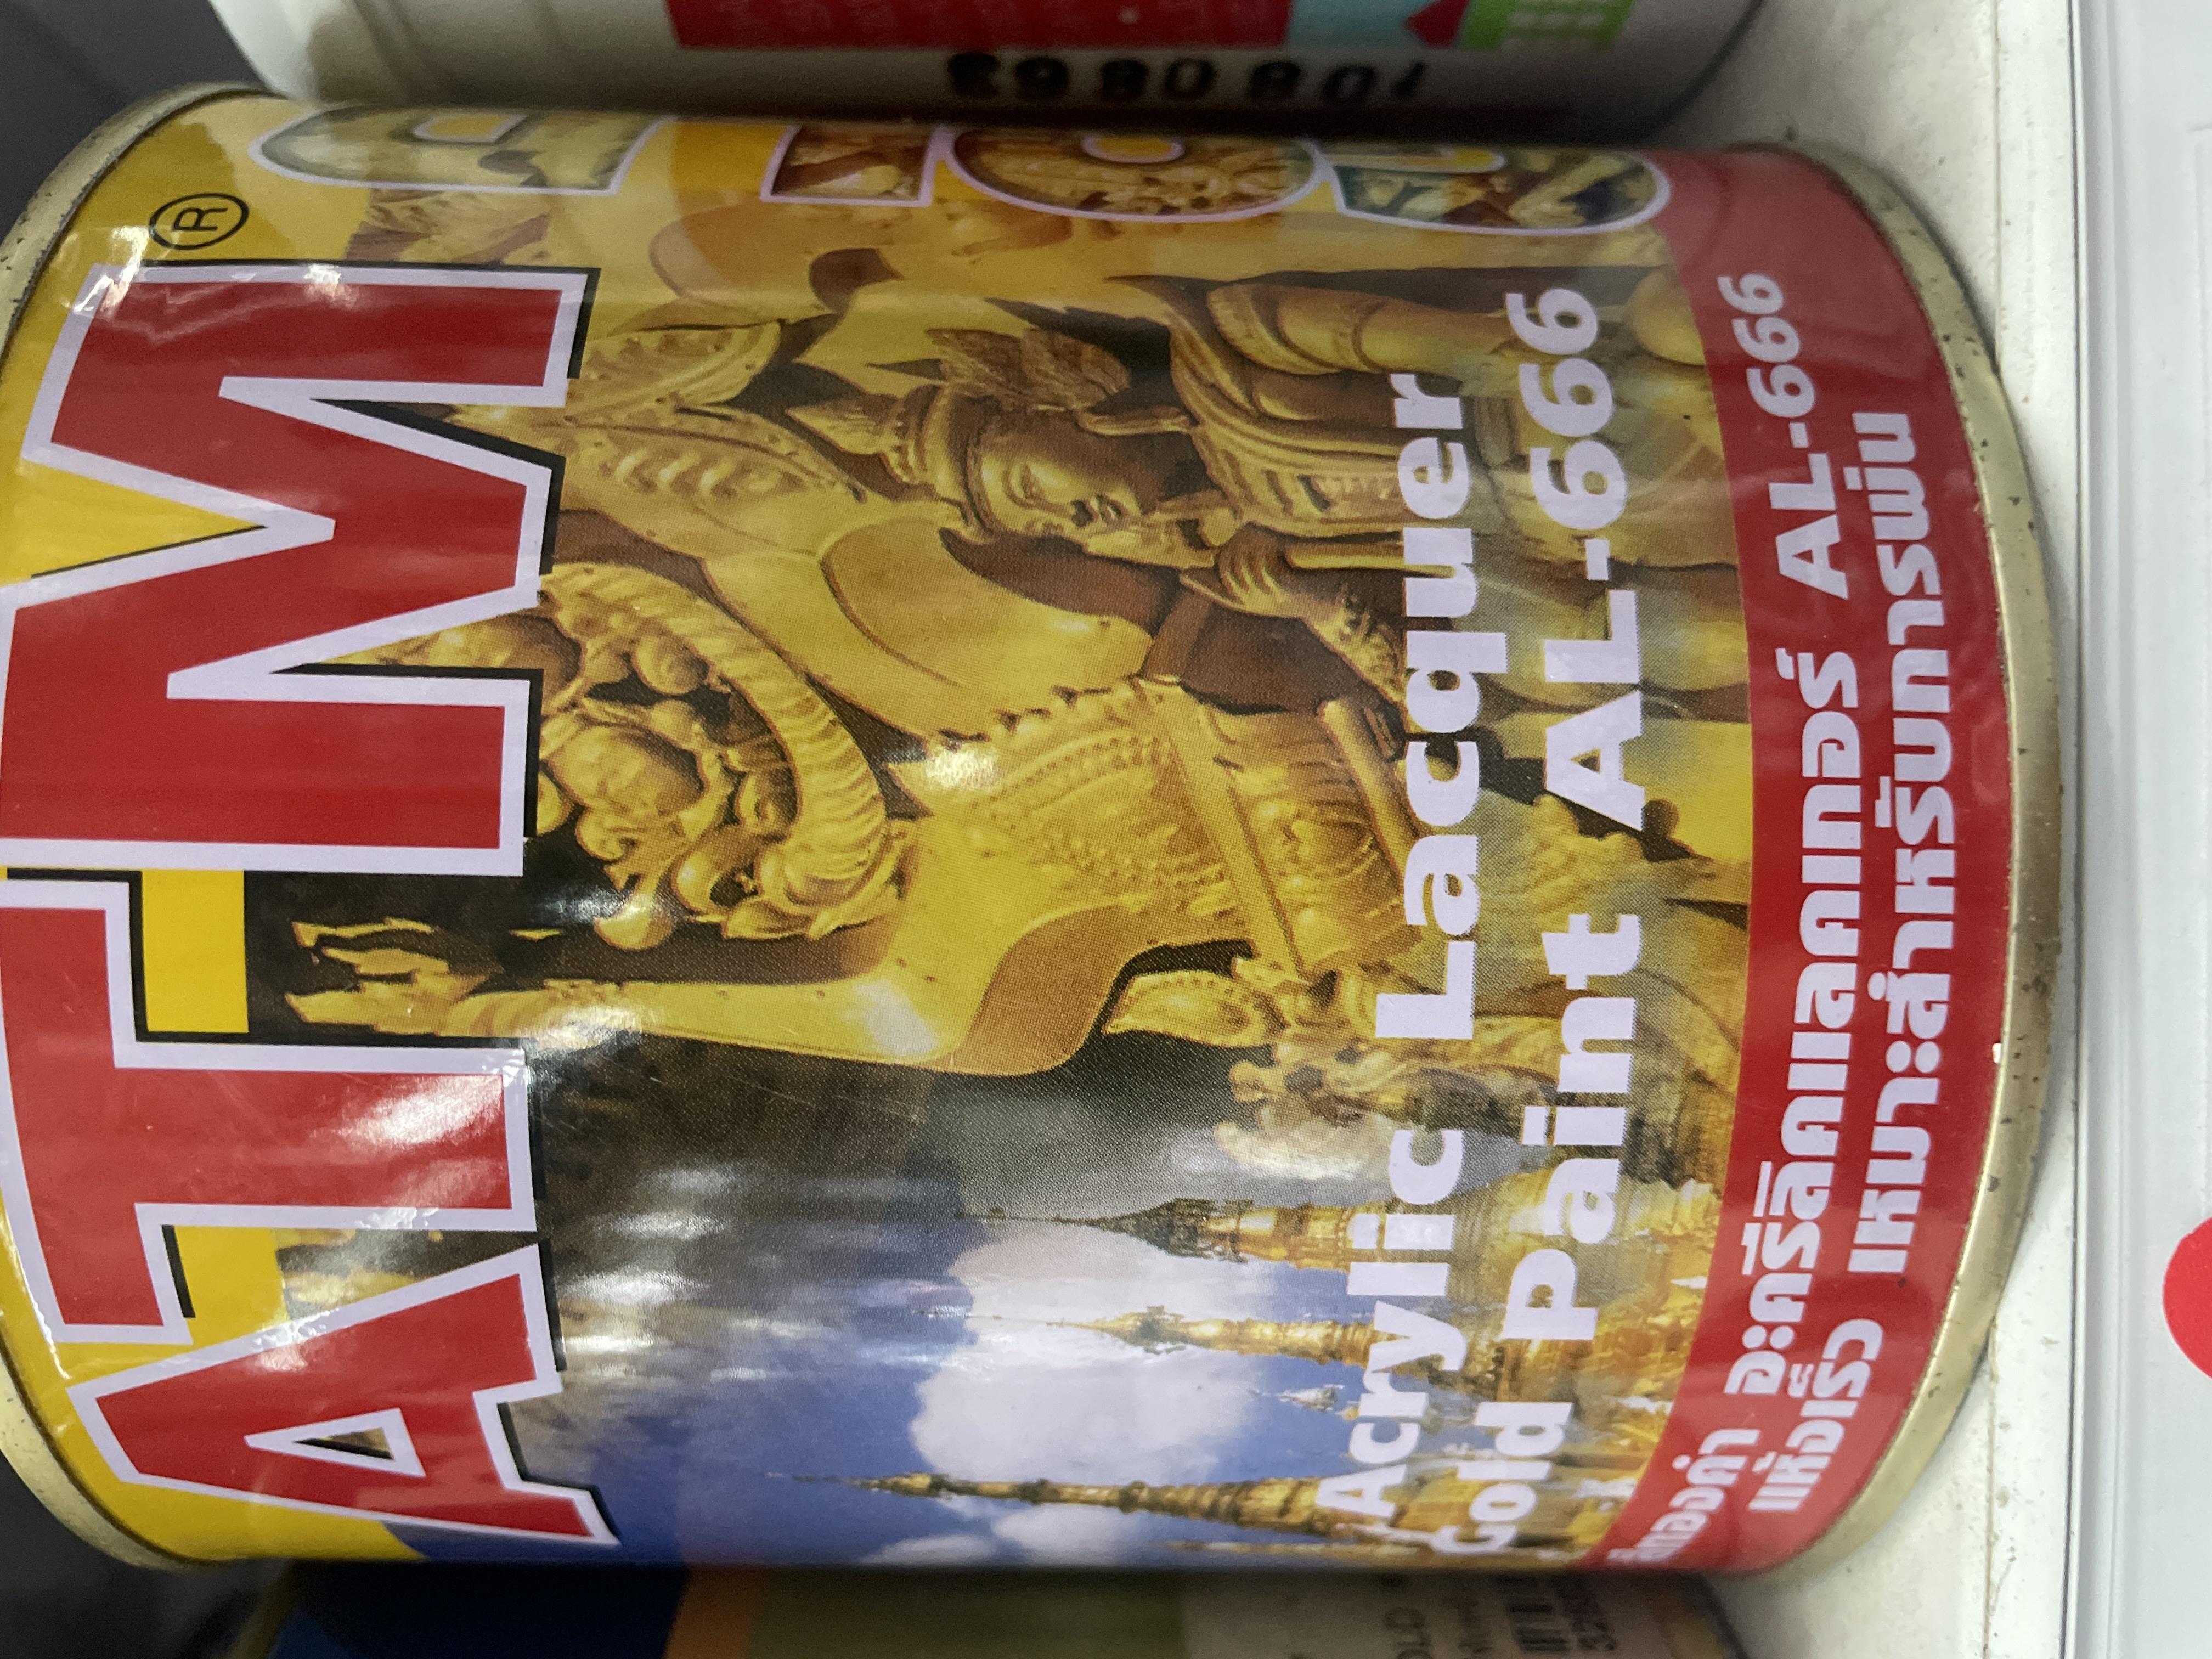 ATM®
Acrylic Lacquer
Gold Paint AL-666
สีทองคำ อะคริลิคแลคเกอร์ AL-666
แห้งเร็ว เหมาะสำหรับการพ่น